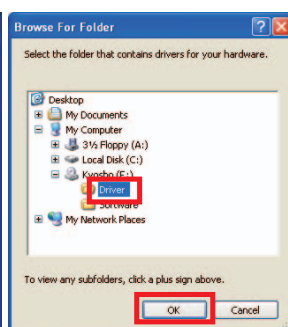 Browse For Folder
Select the folder that contains drivers for your hardware.
Desktop
My Documents
My Computer
3½ Floppy (A:)
Local Disk (C:)
Kyosho (E:)
Driver
Software
My Network Places
To view any subfolders, click a plus sign above.
OK Cancel